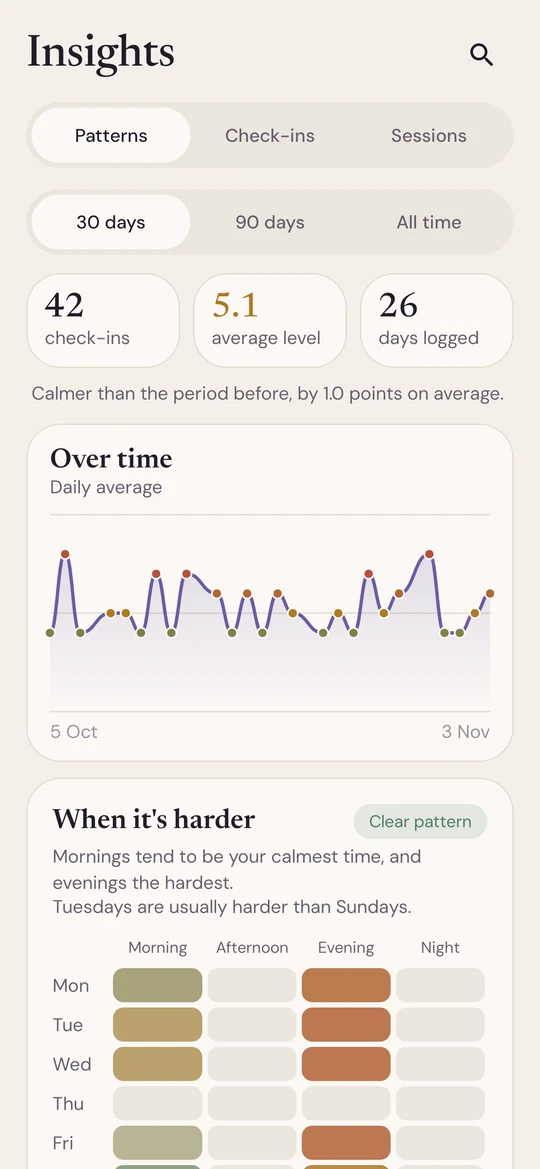 Insights
Patterns
Check-ins
Sessions
30 days
90 days
All time
42
check-ins
5.1
average level
26
days logged
Calmer than the period before, by 1.0 points on average.
Over time
Daily average
5 Oct
3 Nov
When it's harder
Clear pattern
Mornings tend to be your calmest time, and
evenings the hardest.
Tuesdays are usually harder than Sundays.
Morning
Afternoon
Evening
Night
Mon
Tue
Wed
Thu
Fri